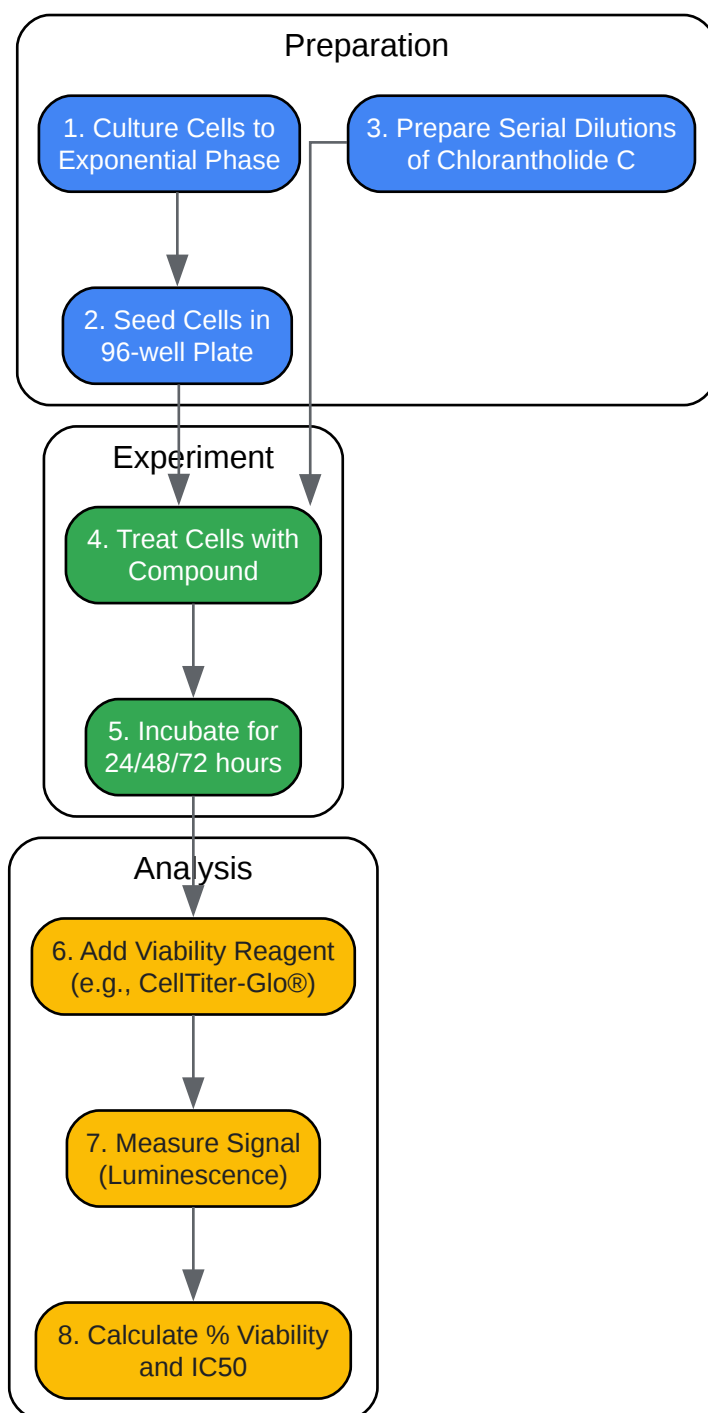 Preparation
1. Culture Cells to
Exponential Phase
3. Prepare Serial Dilutions
of Chlorantholide C
2. Seed Cells in
96-well Plate
Experiment
4. Treat Cells with
Compound
5. Incubate for
24/48/72 hours
Analysis
6. Add Viability Reagent
(e.g., CellTiter-Glo®)
7. Measure Signal
(Luminescence)
8. Calculate % Viability
and IC50